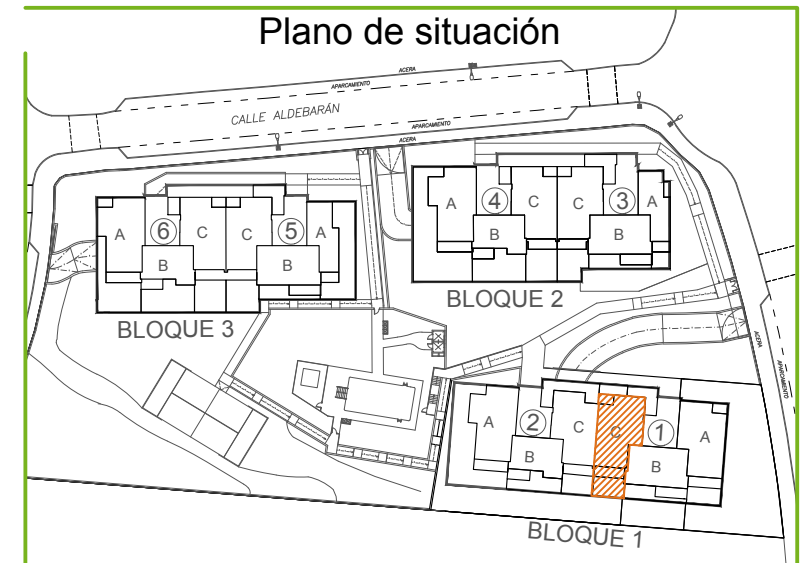 Plano de situación
ACERA
APARCAMIENTO
CALLE ALDEBARÁN
APARCAMIENTO
ACERA
A 6 C C 5 A
B B
BLOQUE 3
A 4 C C 3 A
B B
BLOQUE 2
ACERA
APARCAMIENTO
A 2 C C 1 A
B B
BLOQUE 1